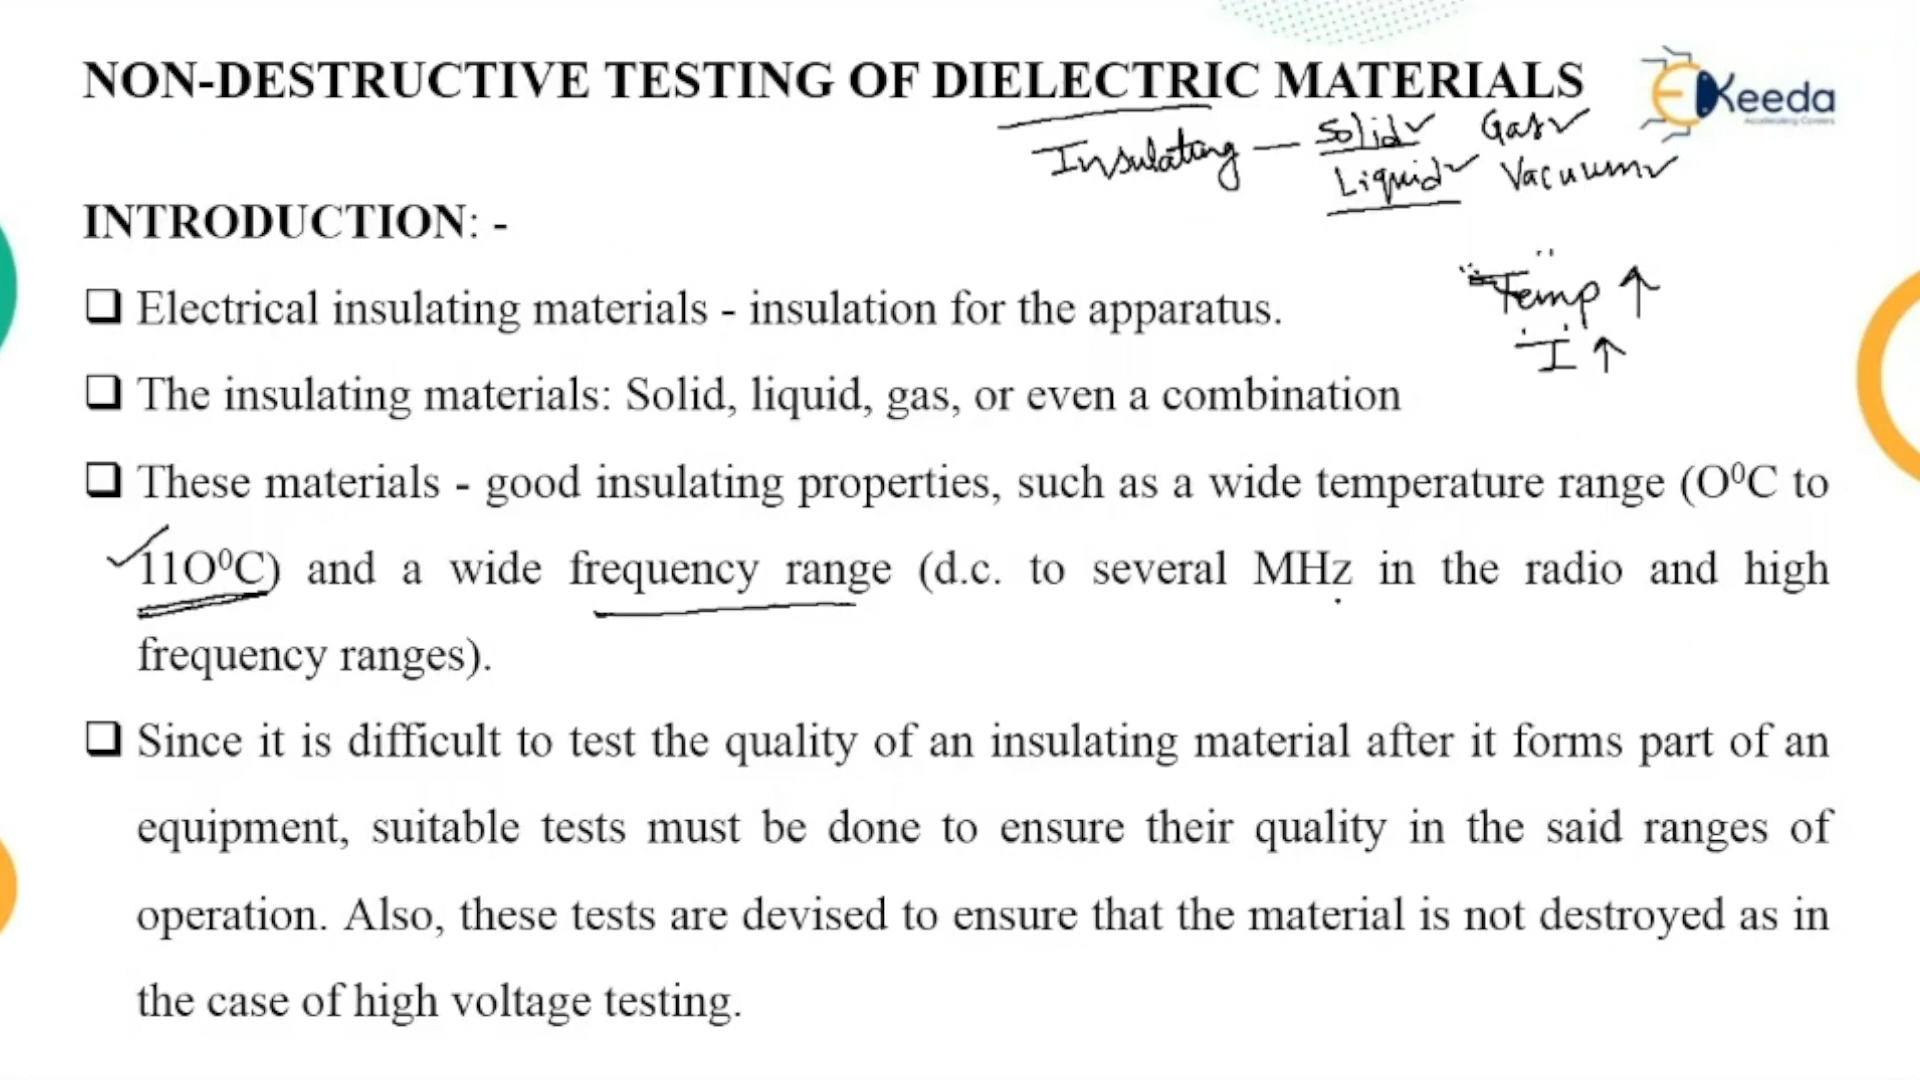 NON-DESTRUCTIVE TESTING OF DIELECTRIC MATERIALS
EKeeda
Accelerating Careers
Insulating — Solid✓ Gas✓
Liquid✓ Vacuum✓
INTRODUCTION: -
Temp ↑
I ↑
❑ Electrical insulating materials - insulation for the apparatus.
❑ The insulating materials: Solid, liquid, gas, or even a combination
❑ These materials - good insulating properties, such as a wide temperature range (O⁰C to
✓11O⁰C) and a wide frequency range (d.c. to several MHz in the radio and high
frequency ranges).
❑ Since it is difficult to test the quality of an insulating material after it forms part of an
equipment, suitable tests must be done to ensure their quality in the said ranges of
operation. Also, these tests are devised to ensure that the material is not destroyed as in
the case of high voltage testing.